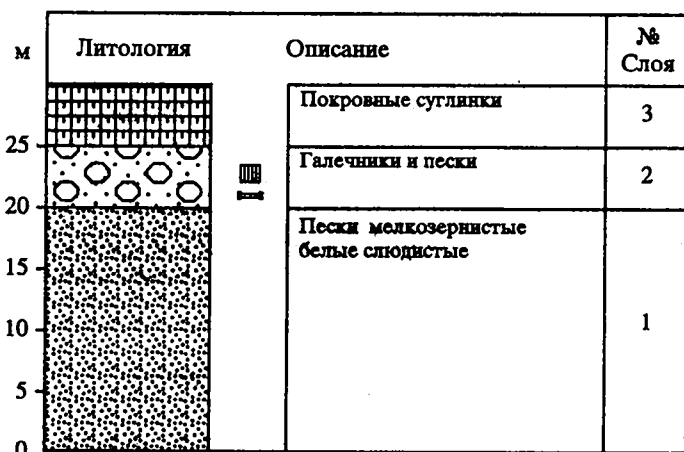 м Литология Описание №
Слоя
Покровные суглинки 3
25
Галечники и пески 2
20
Пески мелкозернистые
белые слюдистые
15
10 1
5
0